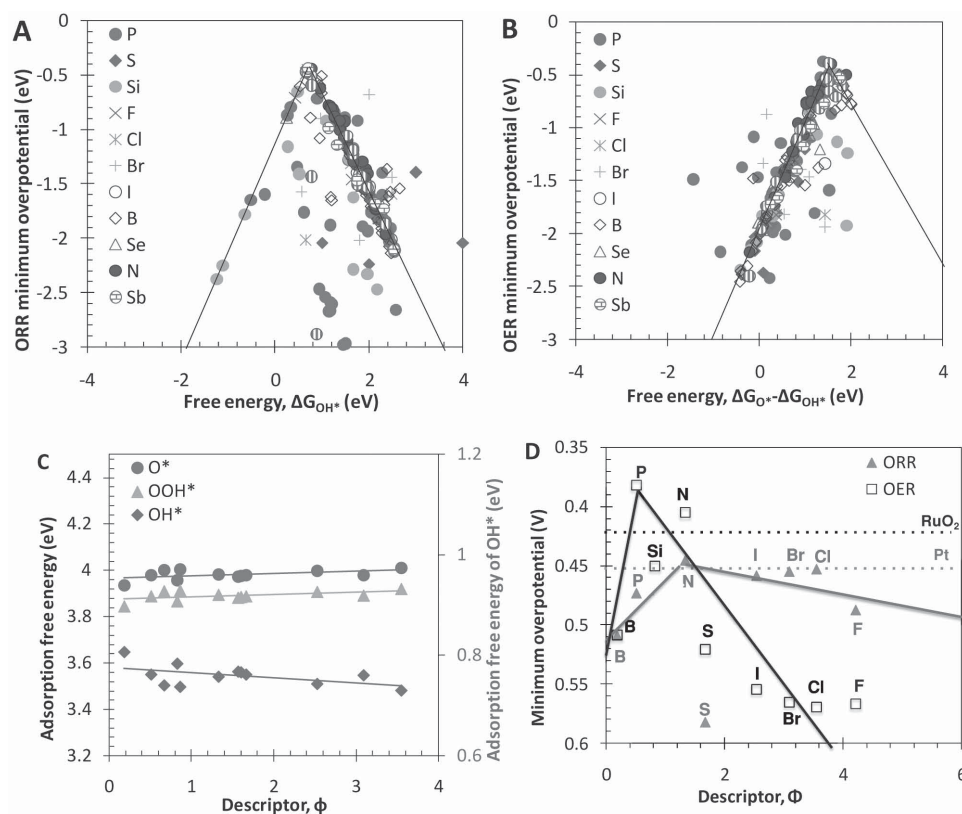 A
ORR minimum overpotential (eV)
0
-0.5
-1
-1.5
-2
-2.5
-3
-4
-2
0
2
4
Free energy, ΔG_OH* (eV)
P
S
Si
F
Cl
Br
I
B
Se
N
Sb
B
OER minimum overpotential (eV)
0
-0.5
-1
-1.5
-2
-2.5
-3
-4
-2
0
2
4
Free energy, ΔG_O*-ΔG_OH* (eV)
P
S
Si
F
Cl
Br
I
B
Se
N
Sb
C
Adsorption free energy (eV)
4.4
4.2
4
3.8
3.6
3.4
3.2
O*
OOH*
OH*
1.2
1
0.8
0.6
Adsorption free energy of OH* (eV)
0
1
2
3
4
Descriptor, ϕ
D
Minimum overpotential (V)
0.35
0.4
0.45
0.5
0.55
0.6
ORR
OER
P
N
RuO₂
Si
Pt
P
N
I
Br
Cl
B
B
F
S
S
I
Br
Cl
F
0
2
4
6
Descriptor, Φ